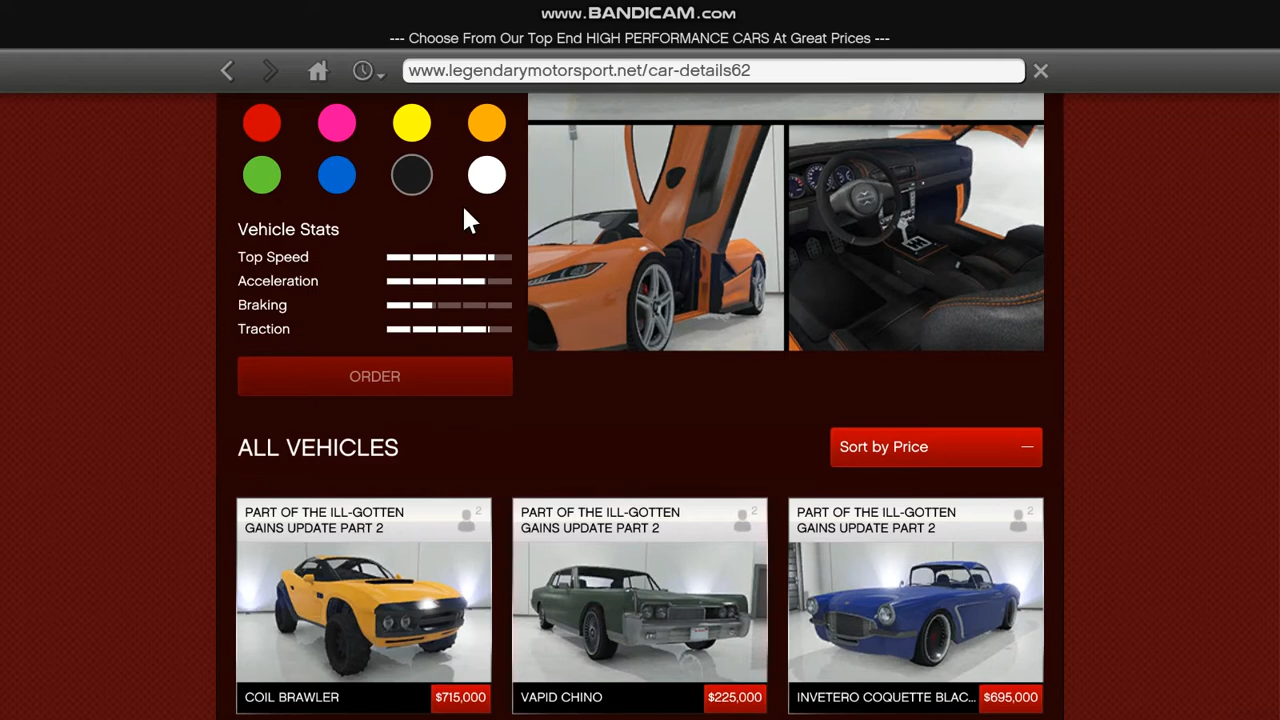 www.BANDICAM.com
--- Choose From Our Top End HIGH PERFORMANCE CARS At Great Prices ---
www.legendarymotorsport.net/car-details62
Vehicle Stats
Top Speed
Acceleration
Braking
Traction
ORDER
ALL VEHICLES
Sort by Price
PART OF THE ILL-GOTTEN
GAINS UPDATE PART 2
2
COIL BRAWLER
$715,000
PART OF THE ILL-GOTTEN
GAINS UPDATE PART 2
2
VAPID CHINO
$225,000
PART OF THE ILL-GOTTEN
GAINS UPDATE PART 2
2
INVETERO COQUETTE BLAC...
$695,000